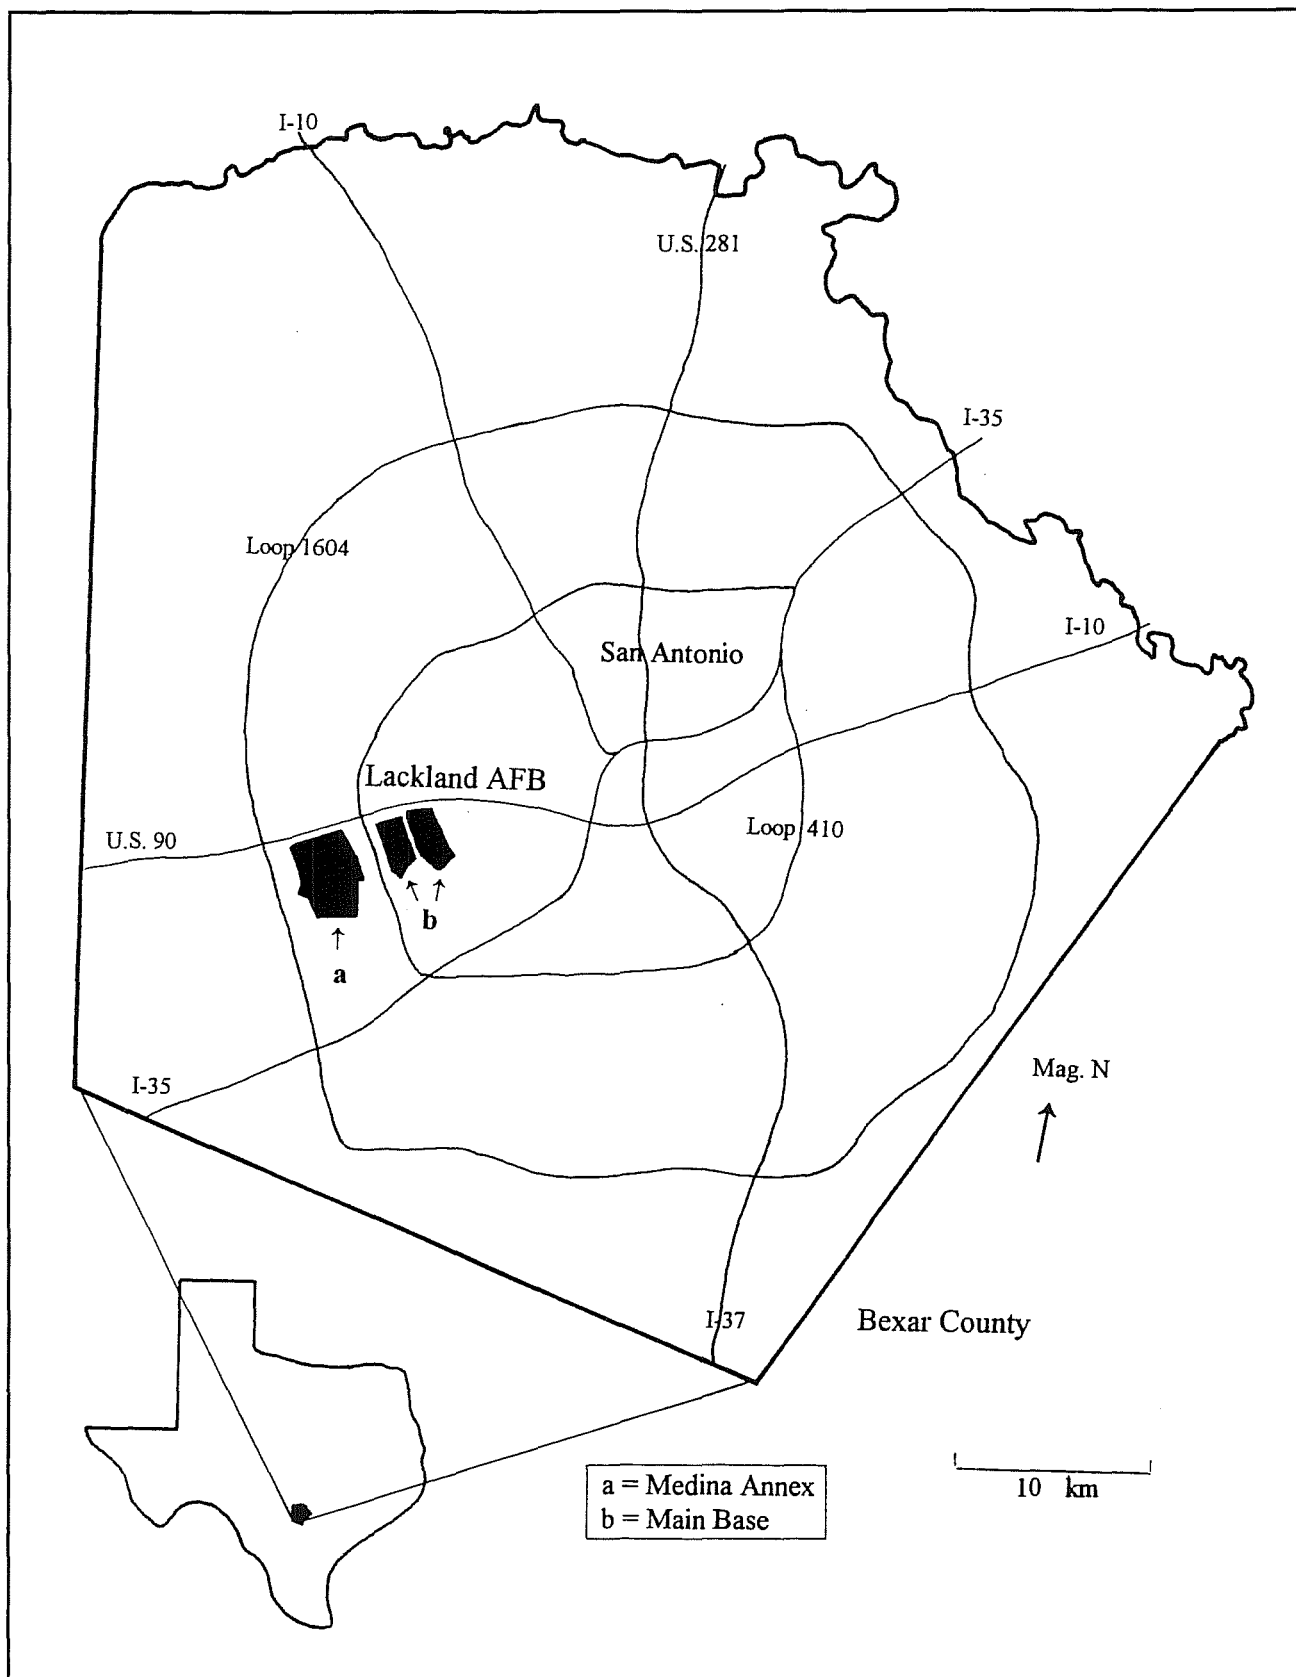 I-10
U.S. 281
I-35
Loop 1604
I-10
San Antonio
Lackland AFB
U.S. 90
Loop 410
b
a
Mag. N
I-35
I-37
Bexar County
a = Medina Annex
b = Main Base
10 km